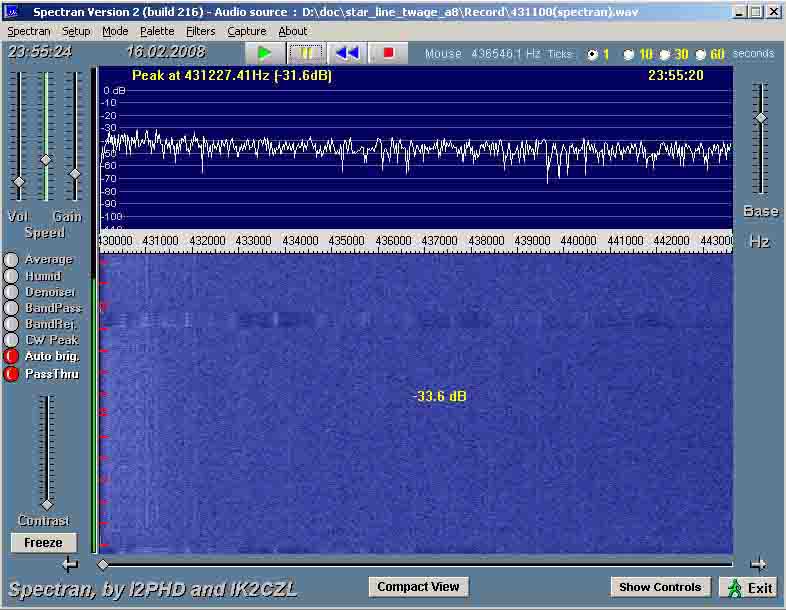 Spectran Version 2 (build 216) - Audio source : D:\doc\star_line_twage_a8\Record\431100(spectran).wav
Spectran Setup Mode Palette Filters Capture About
23:55:24 16.02.2008 Mouse 436546.1 Hz Ticks: 1 10 30 60 seconds
Peak at 431227.41Hz (-31.6dB) 23:55:20
0 dB
-10
-20
-30
-60
-70
-80
-90
-100
-110
Vol Gain
Speed
Base
430000 431000 432000 433000 434000 435000 436000 437000 438000 439000 440000 441000 442000 443000
Hz
Average
Humid
Denoiser
BandPass
BandRej.
CW Peak
Auto brig.
PassThru
-33.6 dB
Contrast
Freeze
Spectran, by I2PHD and IK2CZL
Compact View
Show Controls
Exit